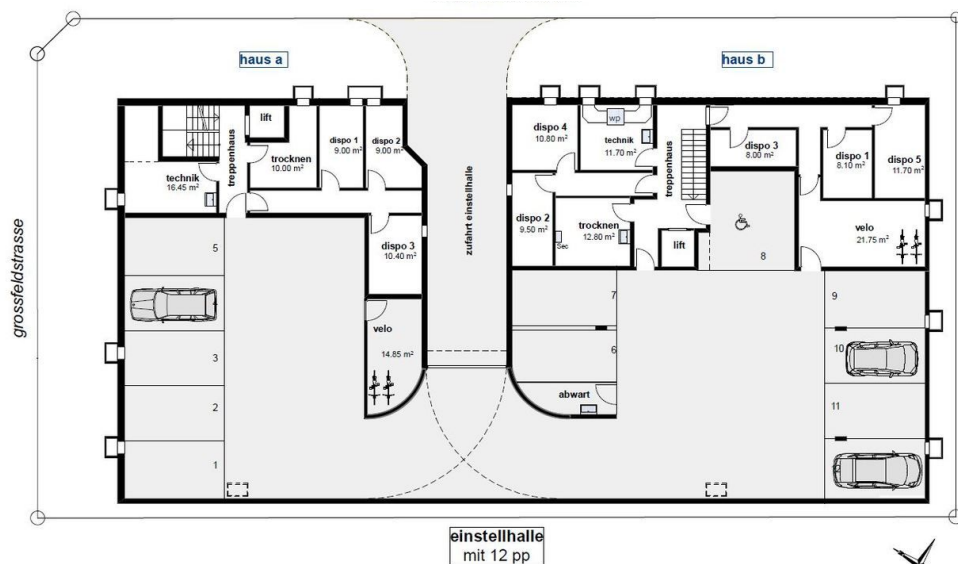 haus a
haus b
lift
treppenhaus
trocknen
10.00 m²
dispo 1
9.00 m²
dispo 2
9.00 m²
technik
16.45 m²
dispo 3
10.40 m²
velo
14.85 m²
5
3
2
1
grossfeldstrasse
zufahrt einstellhalle
dispo 4
10.80 m²
wp
technik
11.70 m²
treppenhaus
dispo 3
8.00 m²
dispo 1
8.10 m²
dispo 5
11.70 m²
dispo 2
9.50 m²
trocknen
12.80 m²
Sec
lift
8
velo
21.75 m²
7
6
abwart
9
10
11
einstellhalle
mit 12 pp